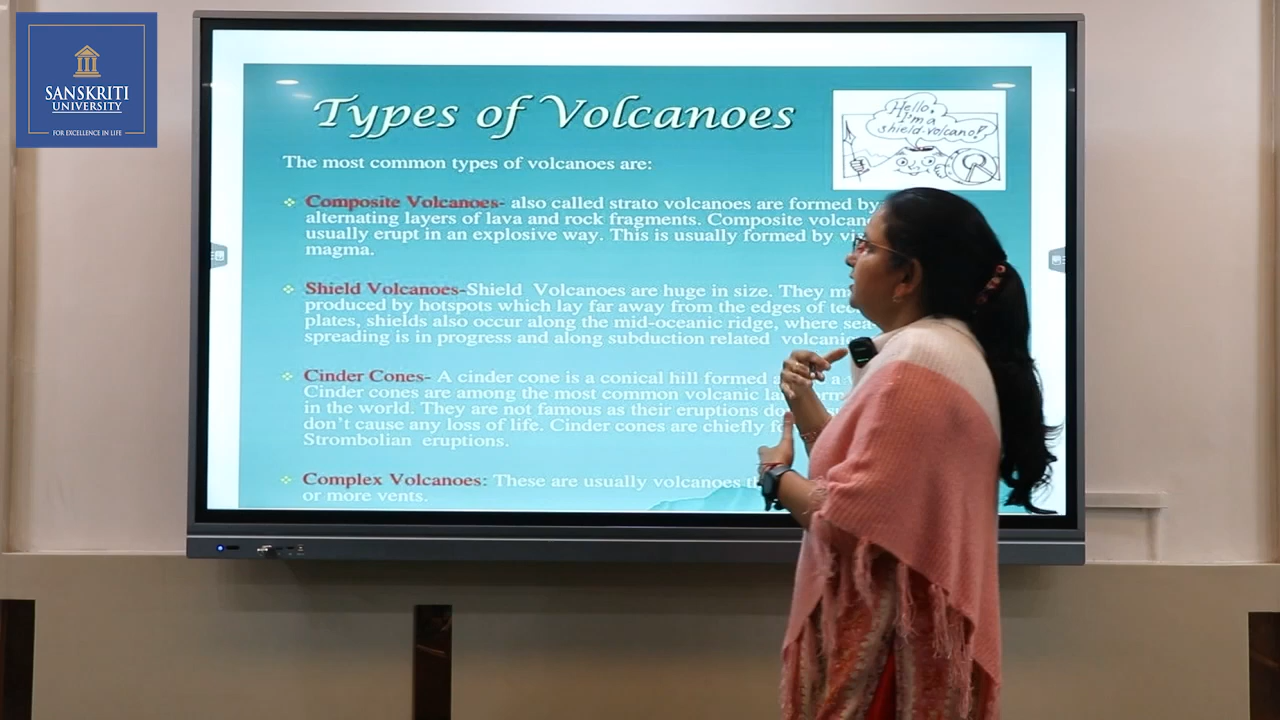 SANSKRITI
UNIVERSITY
FOR EXCELLENCE IN LIFE
Types of Volcanoes
Hello,
I'm a
shield-volcano!
The most common types of volcanoes are:
Composite Volcanoes- also called strato volcanoes are formed by
alternating layers of lava and rock fragments. Composite
usually erupt in an explosive way. This is usually formed by
magma.
Shield Volcanoes-Shield Volcanoes are huge in size. They
produced by hotspots which lay far away from the edges of
plates, shields also occur along the mid-oceanic ridge, where
spreading is in progress and along subduction related
Cinder Cones- A cinder cone is a conical hill formed
Cinder cones are among the most common volcanic
in the world. They are not famous as their eruptions
don't cause any loss of life. Cinder cones are chiefly
Strombolian eruptions.
Complex Volcanoes: These are usually volcanoes
or more vents.